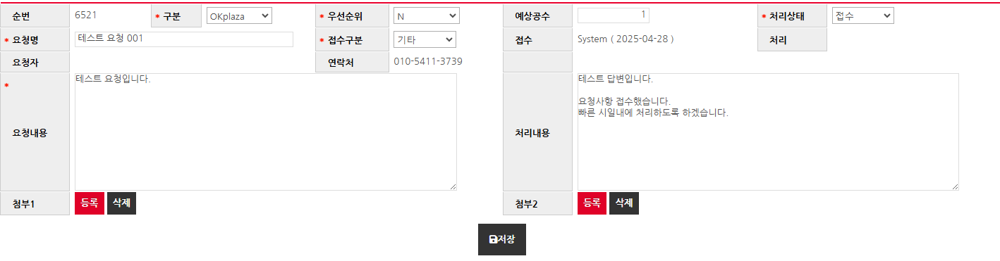 순번 6521 * 구분 OKplaza * 우선순위 N 예상공수 1 * 처리상태 접수
* 요청명 테스트 요청 001 * 접수구분 기타 접수 System ( 2025-04-28 ) 처리
요청자 연락처 010-5411-3739
* 요청내용 테스트 요청입니다. 처리내용 테스트 답변입니다.
요청사항 접수했습니다.
빠른 시일내에 처리하도록 하겠습니다.
첨부1 등록 삭제 첨부2 등록 삭제
저장